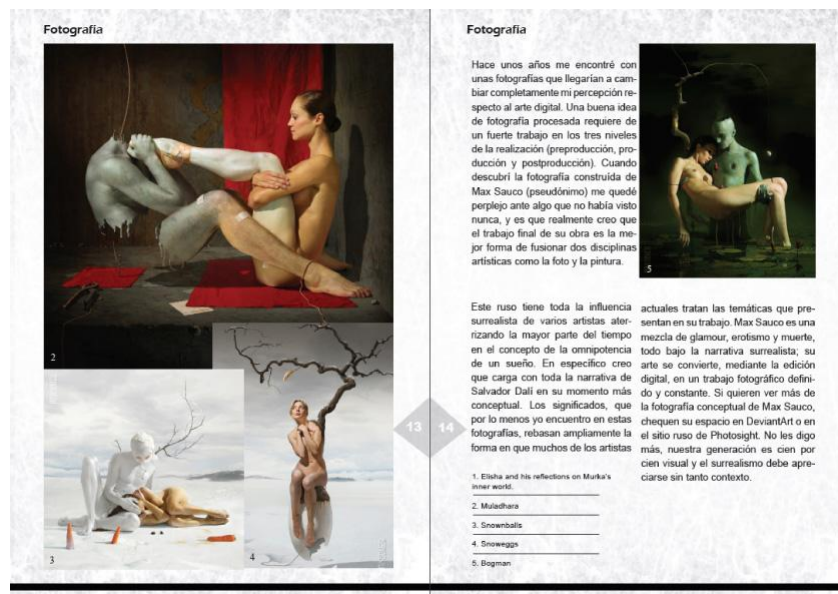 Fotografía
2
3
4
13
Fotografía
Hace unos años me encontré con
unas fotografías que llegarían a cam-
biar completamente mi percepción re-
specto al arte digital. Una buena idea
de fotografía procesada requiere de
un fuerte trabajo en los tres niveles
de la realización (preproducción, pro-
ducción y postproducción). Cuando
descubrí la fotografía construída de
Max Sauco (pseudónimo) me quedé
perplejo ante algo que no había visto
nunca, y es que realmente creo que
el trabajo final de su obra es la me-
jor forma de fusionar dos disciplinas
artísticas como la foto y la pintura.
5
Este ruso tiene toda la influencia
surrealista de varios artistas ater-
rizando la mayor parte del tiempo
en el concepto de la omnipotencia
de un sueño. En específico creo
que carga con toda la narrativa de
Salvador Dalí en su momento más
conceptual. Los significados, que
por lo menos yo encuentro en estas
fotografías, rebasan ampliamente la
forma en que muchos de los artistas
actuales tratan las temáticas que pre-
sentan en su trabajo. Max Sauco es una
mezcla de glamour, erotismo y muerte,
todo bajo la narrativa surrealista; su
arte se convierte, mediante la edición
digital, en un trabajo fotográfico defini-
do y constante. Si quieren ver más de
la fotografía conceptual de Max Sauco,
chequen su espacio en DeviantArt o en
el sitio ruso de Photosight. No les digo
más, nuestra generación es cien por
cien visual y el surrealismo debe apre-
ciarse sin tanto contexto.
1. Elisha and his reflections on Murka's
inner world.
2. Muladhara
3. Snownballs
4. Snoweggs
5. Bogman
14